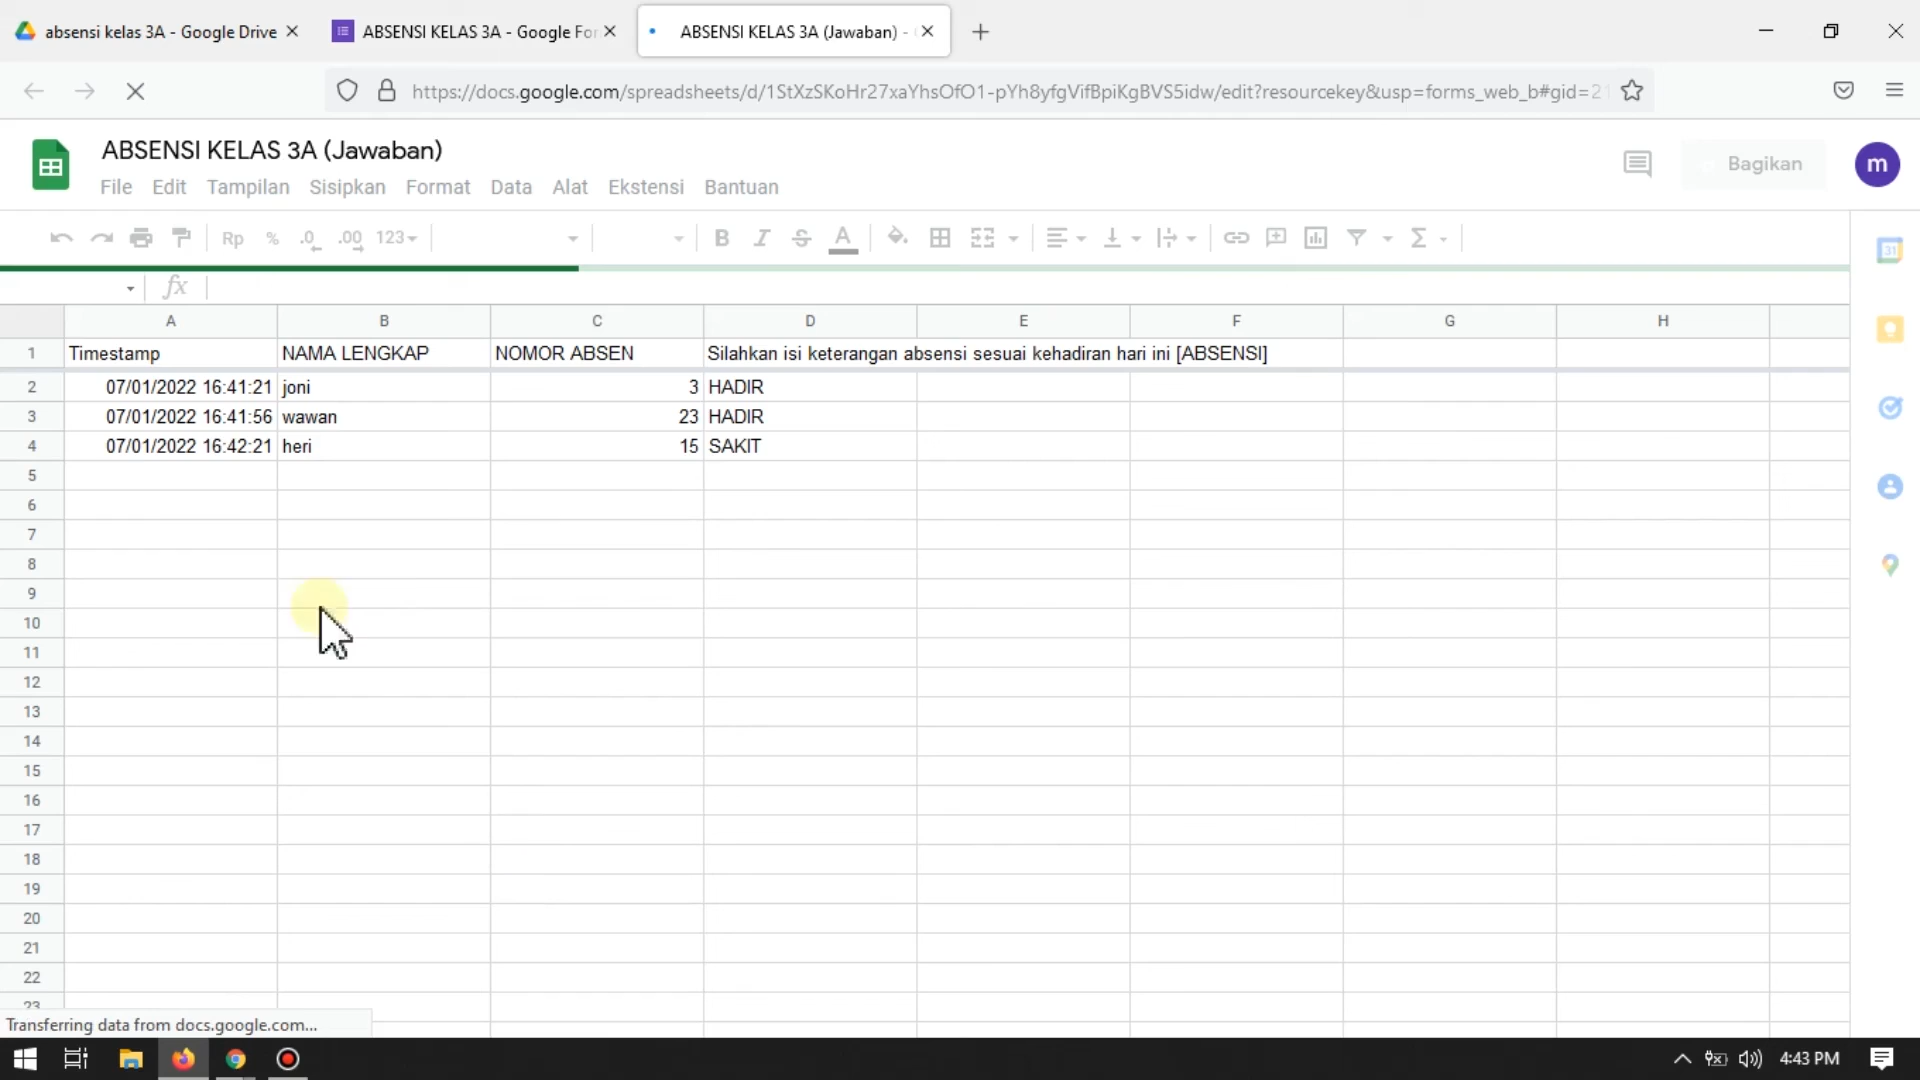 absensi kelas 3A - Google Drive
ABSENSI KELAS 3A - Google For
ABSENSI KELAS 3A (Jawaban) -
https://docs.google.com/spreadsheets/d/1StXzSKoHr27xaYhsOfO1-pYh8yfgVifBpiKgBVS5idw/edit?resourcekey&usp=forms_web_b#gid=2
ABSENSI KELAS 3A (Jawaban)
Bagikan
m
File Edit Tampilan Sisipkan Format Data Alat Ekstensi Bantuan
Rp % .0 .00 123 B I S A Σ
31
fx
A B C D E F G H
1 Timestamp NAMA LENGKAP NOMOR ABSEN Silahkan isi keterangan absensi sesuai kehadiran hari ini [ABSENSI]
2 07/01/2022 16:41:21 joni 3 HADIR
3 07/01/2022 16:41:56 wawan 23 HADIR
4 07/01/2022 16:42:21 heri 15 SAKIT
5
6
7
8
9
10
11
12
13
14
15
16
17
18
19
20
21
22
23
Transferring data from docs.google.com...
4:43 PM